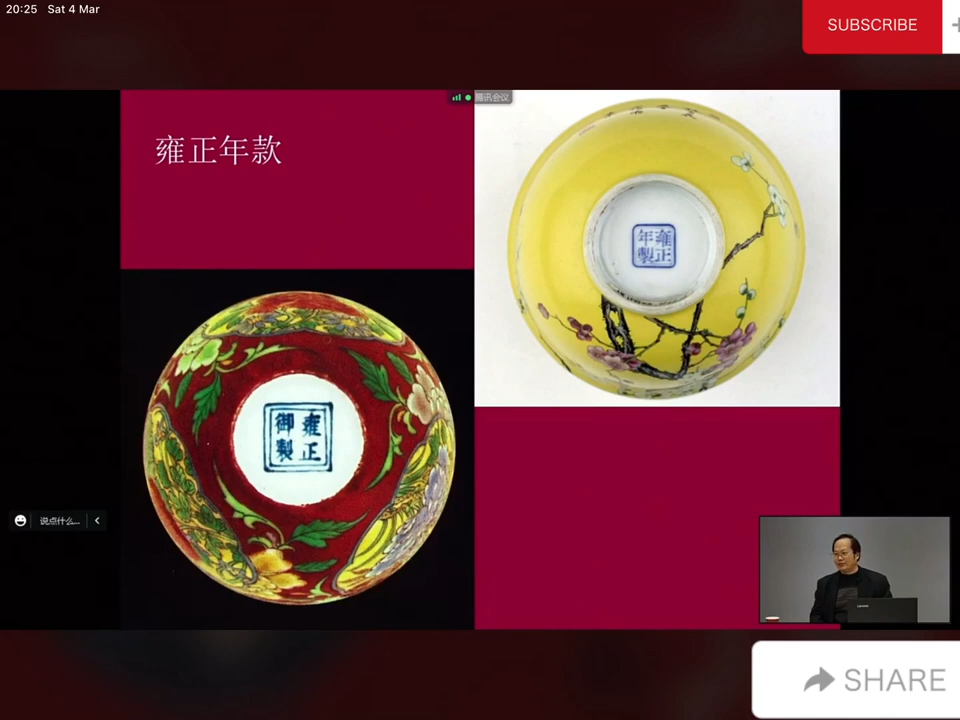 20:25 Sat 4 Mar
SUBSCRIBE
腾讯会议
雍正年款
雍正
年製
雍正
御製
说点什么...
Lenovo
SHARE